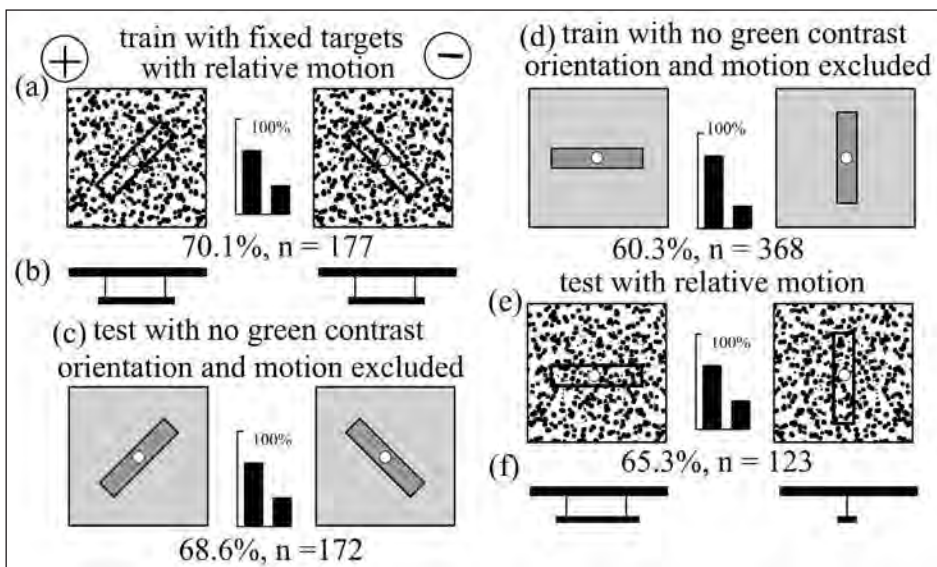 +
train with fixed targets
with relative motion
−
(a)
100%
70.1%, n = 177
(b)
(c) test with no green contrast
orientation and motion excluded
100%
68.6%, n =172
(d) train with no green contrast
orientation and motion excluded
100%
60.3%, n = 368
test with relative motion
(e)
100%
65.3%, n = 123
(f)